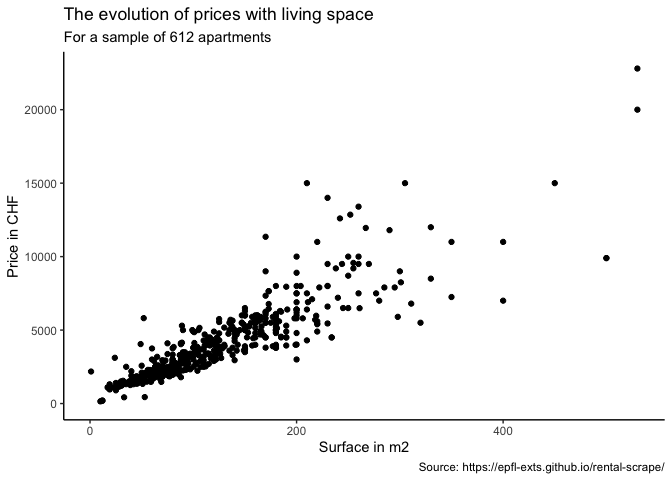 The evolution of prices with living space
For a sample of 612 apartments
Price in CHF
20000
15000
10000
5000
0
0 200 400
Surface in m2
Source: https://epfl-exts.github.io/rental-scrape/